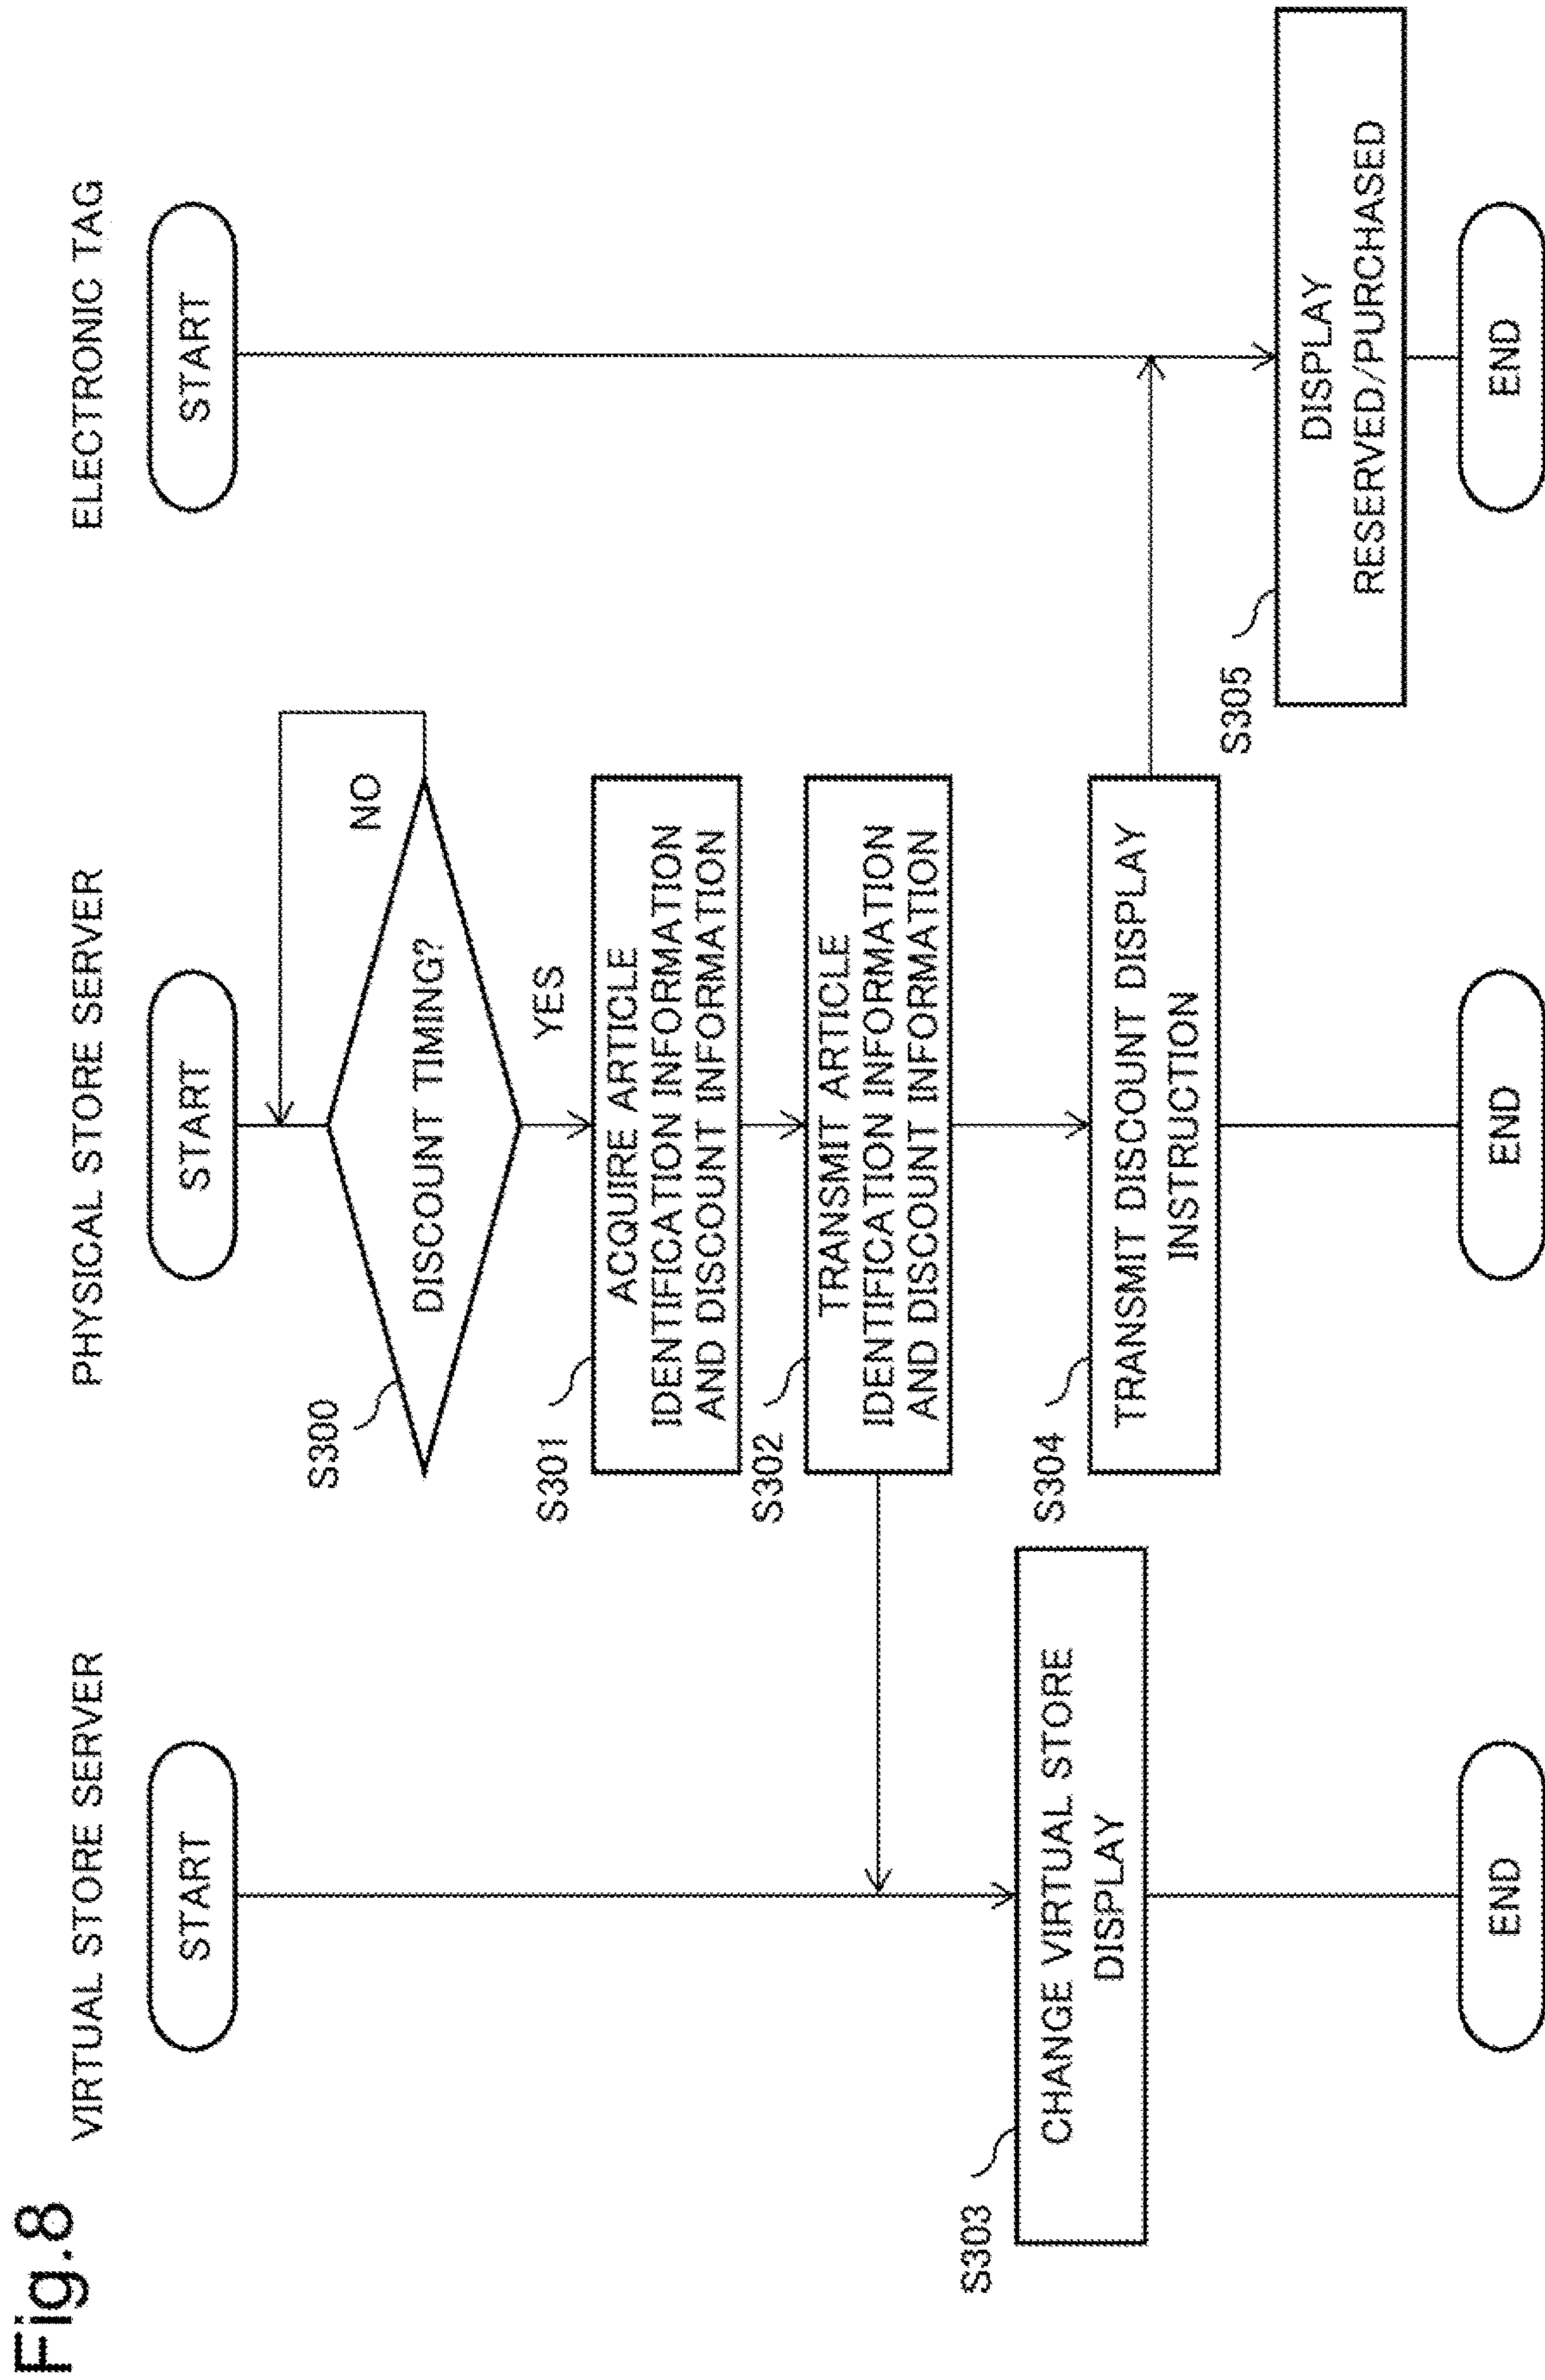 Fig.8
VIRTUAL STORE SERVER
PHYSICAL STORE SERVER
ELECTRONIC TAG
START
START
START
S300
DISCOUNT TIMING?
NO
YES
S301
ACQUIRE ARTICLE
IDENTIFICATION INFORMATION
AND DISCOUNT INFORMATION
S302
TRANSMIT ARTICLE
IDENTIFICATION INFORMATION
AND DISCOUNT INFORMATION
S303
CHANGE VIRTUAL STORE
DISPLAY
S304
TRANSMIT DISCOUNT DISPLAY
INSTRUCTION
S305
DISPLAY
RESERVED/PURCHASED
END
END
END